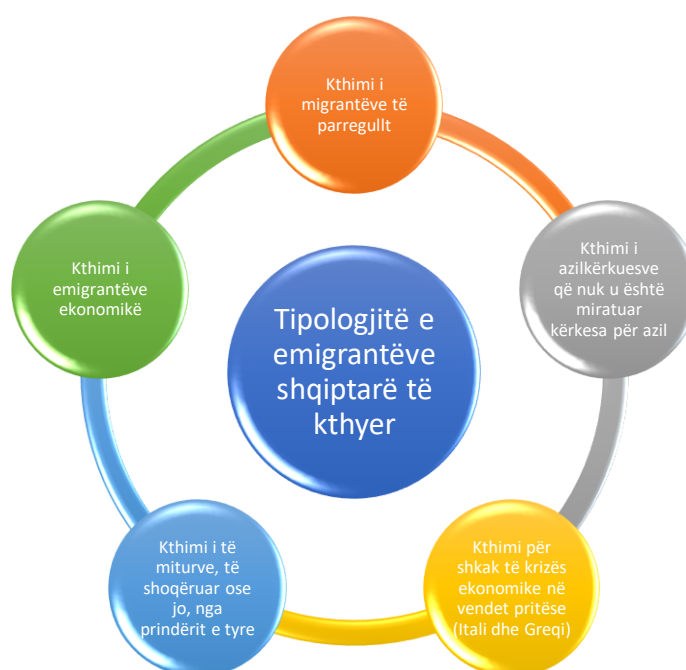 Kthimi i
migrantëve të
parregullt
Kthimi i
azilkërkuesve
që nuk u është
miratuar
kërkesa për azil
Kthimi për
shkak të krizës
ekonomike në
vendet pritëse
(Itali dhe Greqi)
Kthimi i të
miturve, të
shoqëruar ose
jo, nga
prindërit e tyre
Kthimi i
emigrantëve
ekonomikë
Tipologjitë e
emigrantëve
shqiptarë të
kthyer